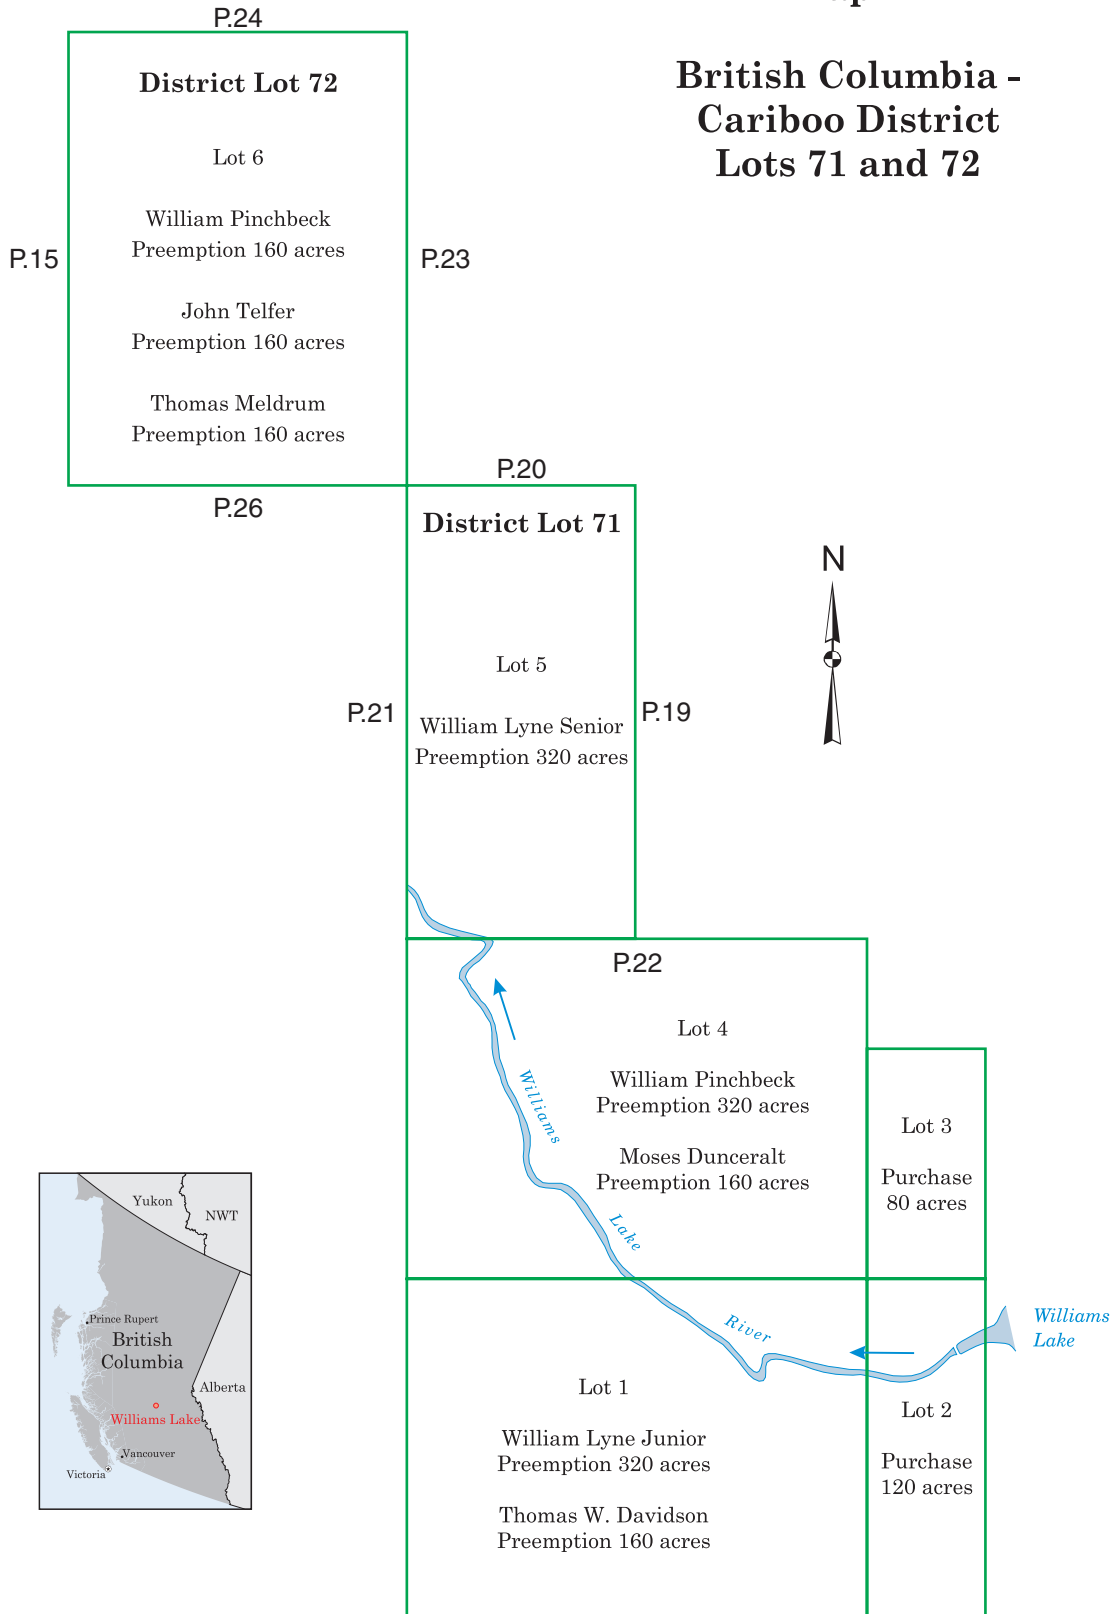 P.24
British Columbia -
Cariboo District
Lots 71 and 72
District Lot 72
Lot 6
William Pinchbeck
Preemption 160 acres
P.15
P.23
John Telfer
Preemption 160 acres
Thomas Meldrum
Preemption 160 acres
P.20
P.26
District Lot 71
N
Lot 5
P.21
P.19
William Lyne Senior
Preemption 320 acres
P.22
Lot 4
William Pinchbeck
Preemption 320 acres
Moses Dunceralt
Preemption 160 acres
Lot 3
Purchase
80 acres
Williams
Lake
River
Williams
Lake
Lot 1
William Lyne Junior
Preemption 320 acres
Thomas W. Davidson
Preemption 160 acres
Lot 2
Purchase
120 acres
Yukon
NWT
Prince Rupert
British
Columbia
Alberta
Williams Lake
Vancouver
Victoria